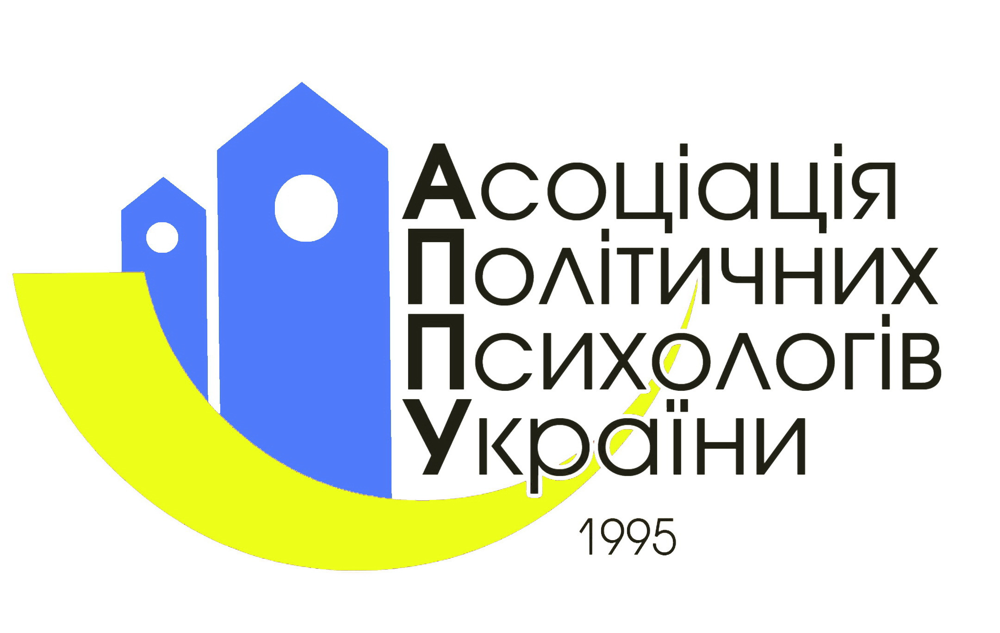 Асоціація
Політичних
Психологів
України
1995